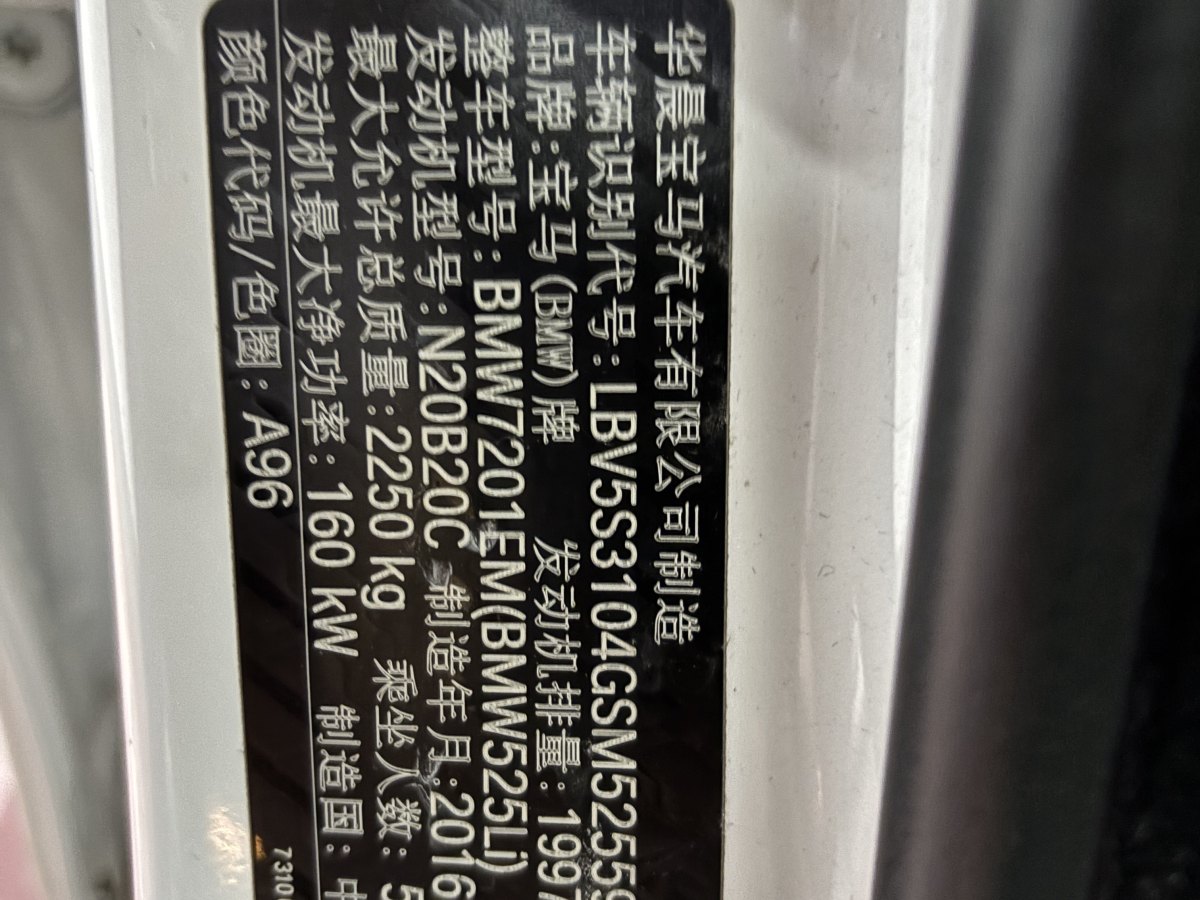 华晨宝马汽车有限公司制造
车辆识别代号:LBV5S3104GSM5255
品牌:宝马(BMW)牌 发动机排量:1997
整车型号:BMW7201EM(BMW525Li)
发动机型号:N20B20C 制造年月:2016
最大允许总质量:2250 kg 乘坐人数:5
发动机最大净功率:160 kW 制造国:中
颜色代码/色圈:A96
7310